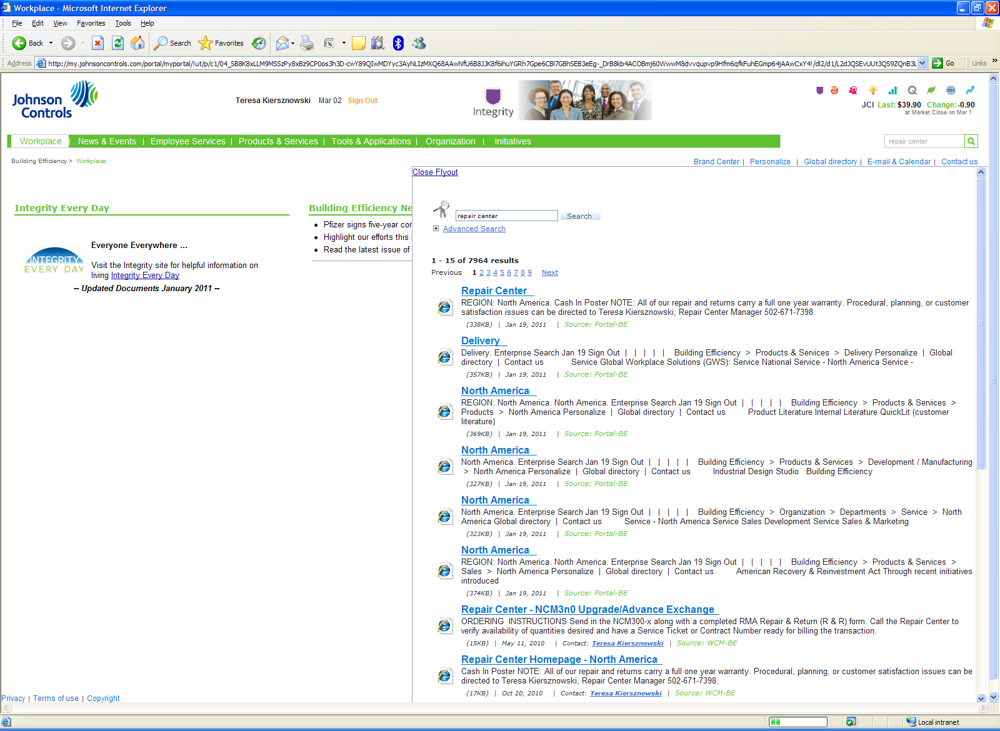 Workplace - Microsoft Internet Explorer
File Edit View Favorites Tools Help
Back Search Favorites
Address Go Links »
Johnson Controls
Teresa Kiersznowski Mar 02 Sign Out
Integrity
JCI Last: $39.90 Change: -0.90
at Market Close on Mar 1
Workplace | News & Events | Employee Services | Products & Services | Tools & Applications | Organization | Initiatives
repair center
Building Efficiency > Workplace
Brand Center | Personalize | Global directory | E-mail & Calendar | Contact us
Close Flyout
Integrity Every Day
INTEGRITY
EVERY DAY
Everyone Everywhere ...
Visit the Integrity site for helpful information on
living Integrity Every Day
-- Updated Documents January 2011 --
Building Efficiency Ne
Pfizer signs five-year cor
Highlight our efforts this
Read the latest issue of
repair center Search
Advanced Search
1 - 15 of 7964 results
Previous 1 2 3 4 5 6 7 8 9 Next
Repair Center
REGION: North America. Cash In Poster NOTE: All of our repair and returns carry a full one year warranty. Procedural, planning, or customer
satisfaction issues can be directed to Teresa Kiersznowski, Repair Center Manager 502-671-7398.
(338KB) | Jan 19, 2011 | Source: Portal-BE
Delivery
Delivery. Enterprise Search Jan 19 Sign Out | | | | | Building Efficiency > Products & Services > Delivery Personalize | Global
directory | Contact us Service Global Workplace Solutions (GWS): Service National Service - North America Service -
(357KB) | Jan 19, 2011 | Source: Portal-BE
North America
REGION: North America. North America. Enterprise Search Jan 19 Sign Out | | | | | Building Efficiency > Products & Services >
Products > North America Personalize | Global directory | Contact us Product Literature Internal Literature QuickLit (customer
literature)
(369KB) | Jan 19, 2011 | Source: Portal-BE
North America
North America. Enterprise Search Jan 19 Sign Out | | | | | Building Efficiency > Products & Services > Development / Manufacturing
> North America Personalize | Global directory | Contact us Industrial Design Studio Building Efficiency
(327KB) | Jan 19, 2011 | Source: Portal-BE
North America
North America. Enterprise Search Jan 19 Sign Out | | | | | Building Efficiency > Organization > Departments > Service > North
America Global directory | Contact us Service - North America Service Sales Development Service Sales & Marketing
(323KB) | Jan 19, 2011 | Source: Portal-BE
North America
REGION: North America. North America. Enterprise Search Jan 19 Sign Out | | | | | Building Efficiency > Products & Services >
Sales > North America Personalize | Global directory | Contact us American Recovery & Reinvestment Act Through recent initiatives
introduced
(374KB) | Jan 19, 2011 | Source: Portal-BE
Repair Center - NCM3n0 Upgrade/Advance Exchange
ORDERING INSTRUCTIONS Send in the NCM300-x along with a completed RMA Repair & Return (R & R) form. Call the Repair Center to
verify availability of quantities desired and have a Service Ticket or Contract Number ready for billing the transaction.
(15KB) | May 11, 2010 | Contact: Teresa Kiersznowski | Source: WCM-BE
Repair Center Homepage - North America
Cash In Poster NOTE: All of our repair and returns carry a full one year warranty. Procedural, planning, or customer satisfaction issues can be
directed to Teresa Kiersznowski, Repair Center Manager 502-671-7398.
(17KB) | Oct 20, 2010 | Contact: Teresa Kiersznowski | Source: WCM-BE
Privacy | Terms of use | Copyright
Local intranet